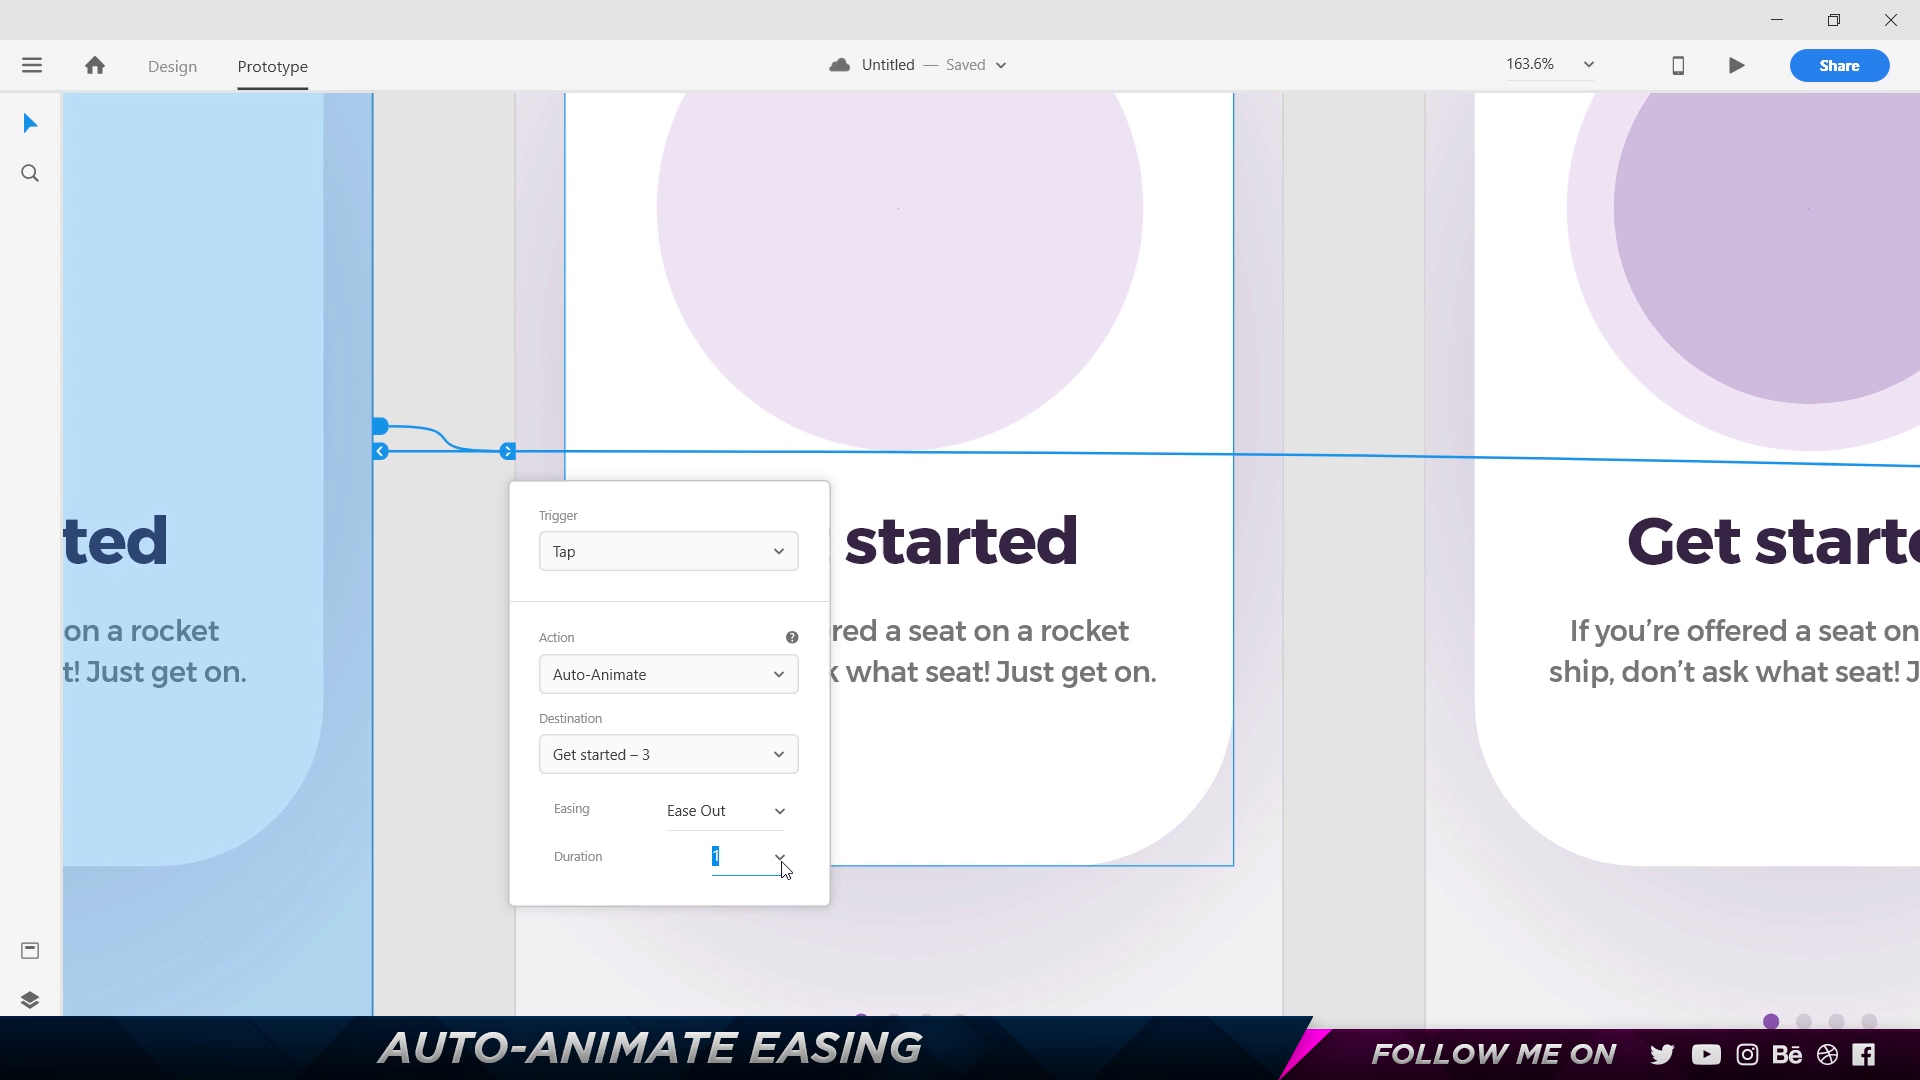 Design
Prototype
Untitled — Saved
163.6%
Share
ted
on a rocket
t! Just get on.
Trigger
Tap
Action
Auto-Animate
Destination
Get started – 3
Easing
Ease Out
Duration
1
started
red a seat on a rocket
k what seat! Just get on.
Get starte
If you’re offered a seat on
ship, don’t ask what seat! J
AUTO-ANIMATE EASING
FOLLOW ME ON
Bē